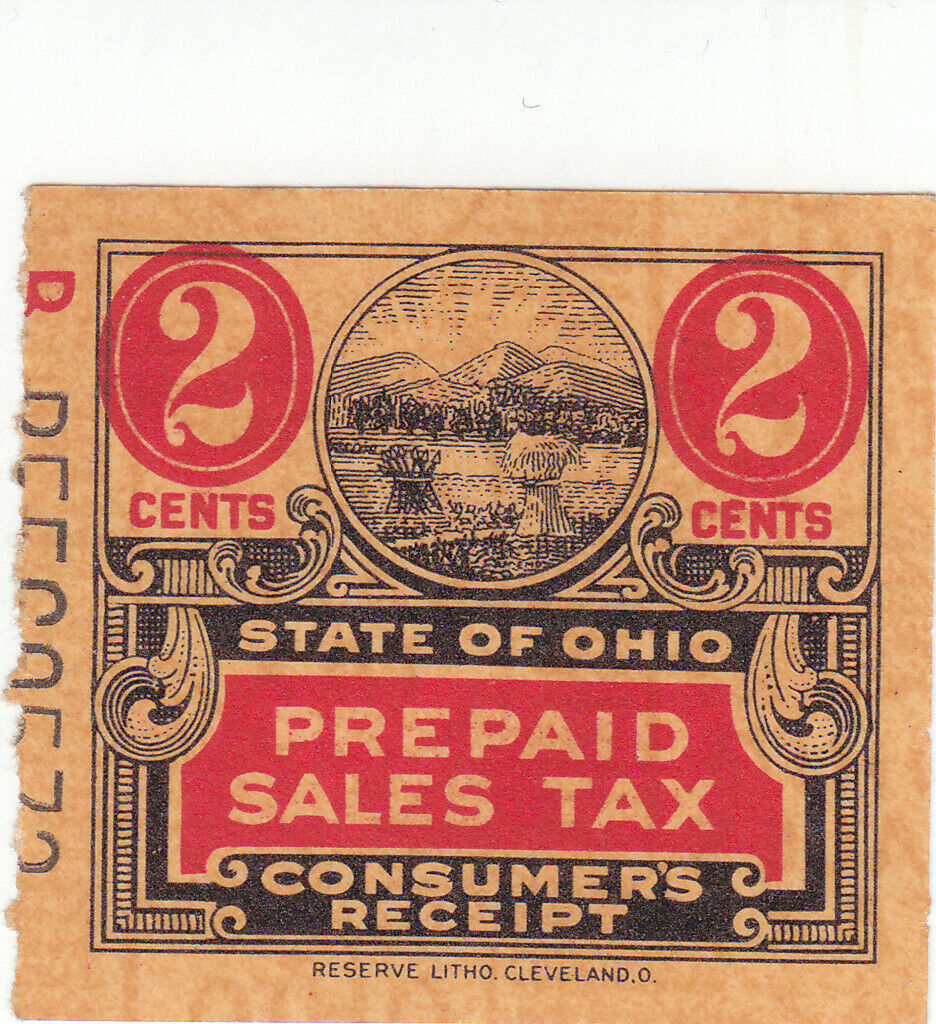 2 2
CENTS CENTS
STATE OF OHIO
PREPAID
SALES TAX
CONSUMER'S
RECEIPT
RESERVE LITHO. CLEVELAND,O.